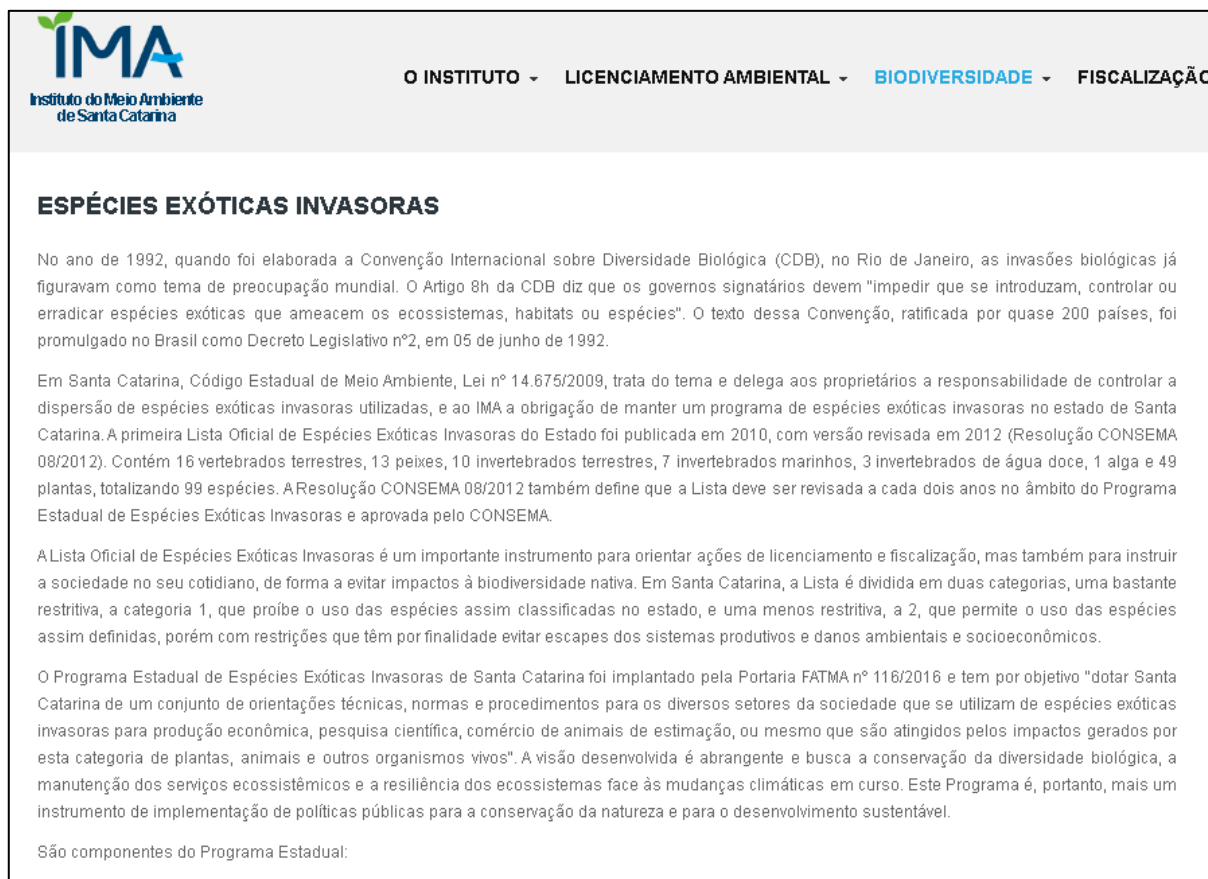 IMA
Instituto do Meio Ambiente
de Santa Catarina
O INSTITUTO LICENCIAMENTO AMBIENTAL BIODIVERSIDADE FISCALIZAÇÃO
ESPÉCIES EXÓTICAS INVASORAS
No ano de 1992, quando foi elaborada a Convenção Internacional sobre Diversidade Biológica (CDB), no Rio de Janeiro, as invasões biológicas já
figuravam como tema de preocupação mundial. O Artigo 8h da CDB diz que os governos signatários devem "impedir que se introduzam, controlar ou
erradicar espécies exóticas que ameacem os ecossistemas, habitats ou espécies". O texto dessa Convenção, ratificada por quase 200 países, foi
promulgado no Brasil como Decreto Legislativo nº2, em 05 de junho de 1992.
Em Santa Catarina, Código Estadual de Meio Ambiente, Lei nº 14.675/2009, trata do tema e delega aos proprietários a responsabilidade de controlar a
dispersão de espécies exóticas invasoras utilizadas, e ao IMA a obrigação de manter um programa de espécies exóticas invasoras no estado de Santa
Catarina. A primeira Lista Oficial de Espécies Exóticas Invasoras do Estado foi publicada em 2010, com versão revisada em 2012 (Resolução CONSEMA
08/2012). Contém 16 vertebrados terrestres, 13 peixes, 10 invertebrados terrestres, 7 invertebrados marinhos, 3 invertebrados de água doce, 1 alga e 49
plantas, totalizando 99 espécies. A Resolução CONSEMA 08/2012 também define que a Lista deve ser revisada a cada dois anos no âmbito do Programa
Estadual de Espécies Exóticas Invasoras e aprovada pelo CONSEMA.
A Lista Oficial de Espécies Exóticas Invasoras é um importante instrumento para orientar ações de licenciamento e fiscalização, mas também para instruir
a sociedade no seu cotidiano, de forma a evitar impactos à biodiversidade nativa. Em Santa Catarina, a Lista é dividida em duas categorias, uma bastante
restritiva, a categoria 1, que proíbe o uso das espécies assim classificadas no estado, e uma menos restritiva, a 2, que permite o uso das espécies
assim definidas, porém com restrições que têm por finalidade evitar escapes dos sistemas produtivos e danos ambientais e socioeconômicos.
O Programa Estadual de Espécies Exóticas Invasoras de Santa Catarina foi implantado pela Portaria FATMA nº 116/2016 e tem por objetivo "dotar Santa
Catarina de um conjunto de orientações técnicas, normas e procedimentos para os diversos setores da sociedade que se utilizam de espécies exóticas
invasoras para produção econômica, pesquisa científica, comércio de animais de estimação, ou mesmo que são atingidos pelos impactos gerados por
esta categoria de plantas, animais e outros organismos vivos". A visão desenvolvida é abrangente e busca a conservação da diversidade biológica, a
manutenção dos serviços ecossistêmicos e a resiliência dos ecossistemas face às mudanças climáticas em curso. Este Programa é, portanto, mais um
instrumento de implementação de políticas públicas para a conservação da natureza e para o desenvolvimento sustentável.
São componentes do Programa Estadual: